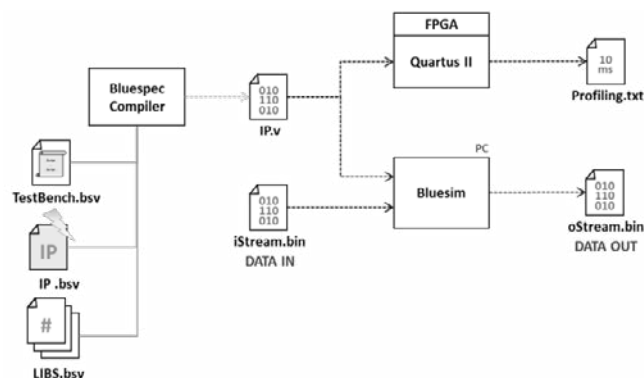 FPGA
Quartus II
10
ms
Profiling.txt
Bluespec
Compiler
010
110
010
IP.v
TestBench.bsv
PC
Bluesim
010
110
010
iStream.bin
DATA IN
010
110
010
oStream.bin
DATA OUT
IP
IP .bsv
#
LIBS.bsv